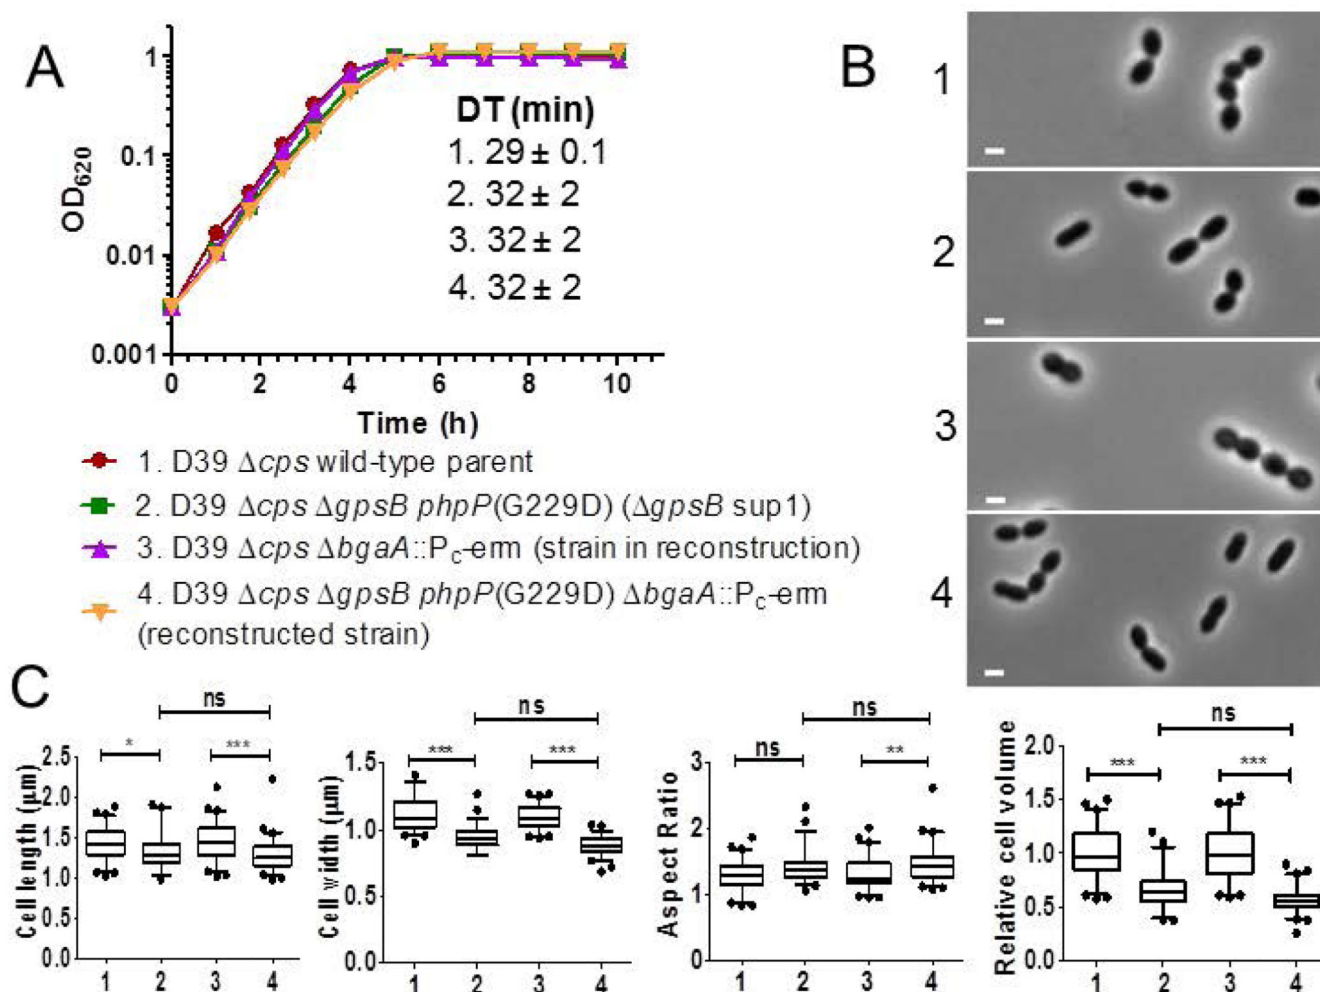 A
1
0.1
0.01
0.001
OD620
0 2 4 6 8 10
Time (h)
DT (min)
1. 29 ± 0.1
2. 32 ± 2
3. 32 ± 2
4. 32 ± 2
1. D39 Δcps wild-type parent
2. D39 Δcps ΔgpsB phpP(G229D) (ΔgpsB sup1)
3. D39 Δcps ΔbgaA::Pc-erm (strain in reconstruction)
4. D39 Δcps ΔgpsB phpP(G229D) ΔbgaA::Pc-erm
(reconstructed strain)
B
1
2
3
4
C
Cell length (μm)
2.5
2.0
1.5
1.0
0.5
0.0
ns
* ***
1 2 3 4
Cell width (μm)
1.5
1.0
0.5
0.0
ns
*** ***
1 2 3 4
Aspect Ratio
3
2
1
0
ns
ns **
1 2 3 4
Relative cell volume
2.0
1.5
1.0
0.5
0.0
ns
*** ***
1 2 3 4